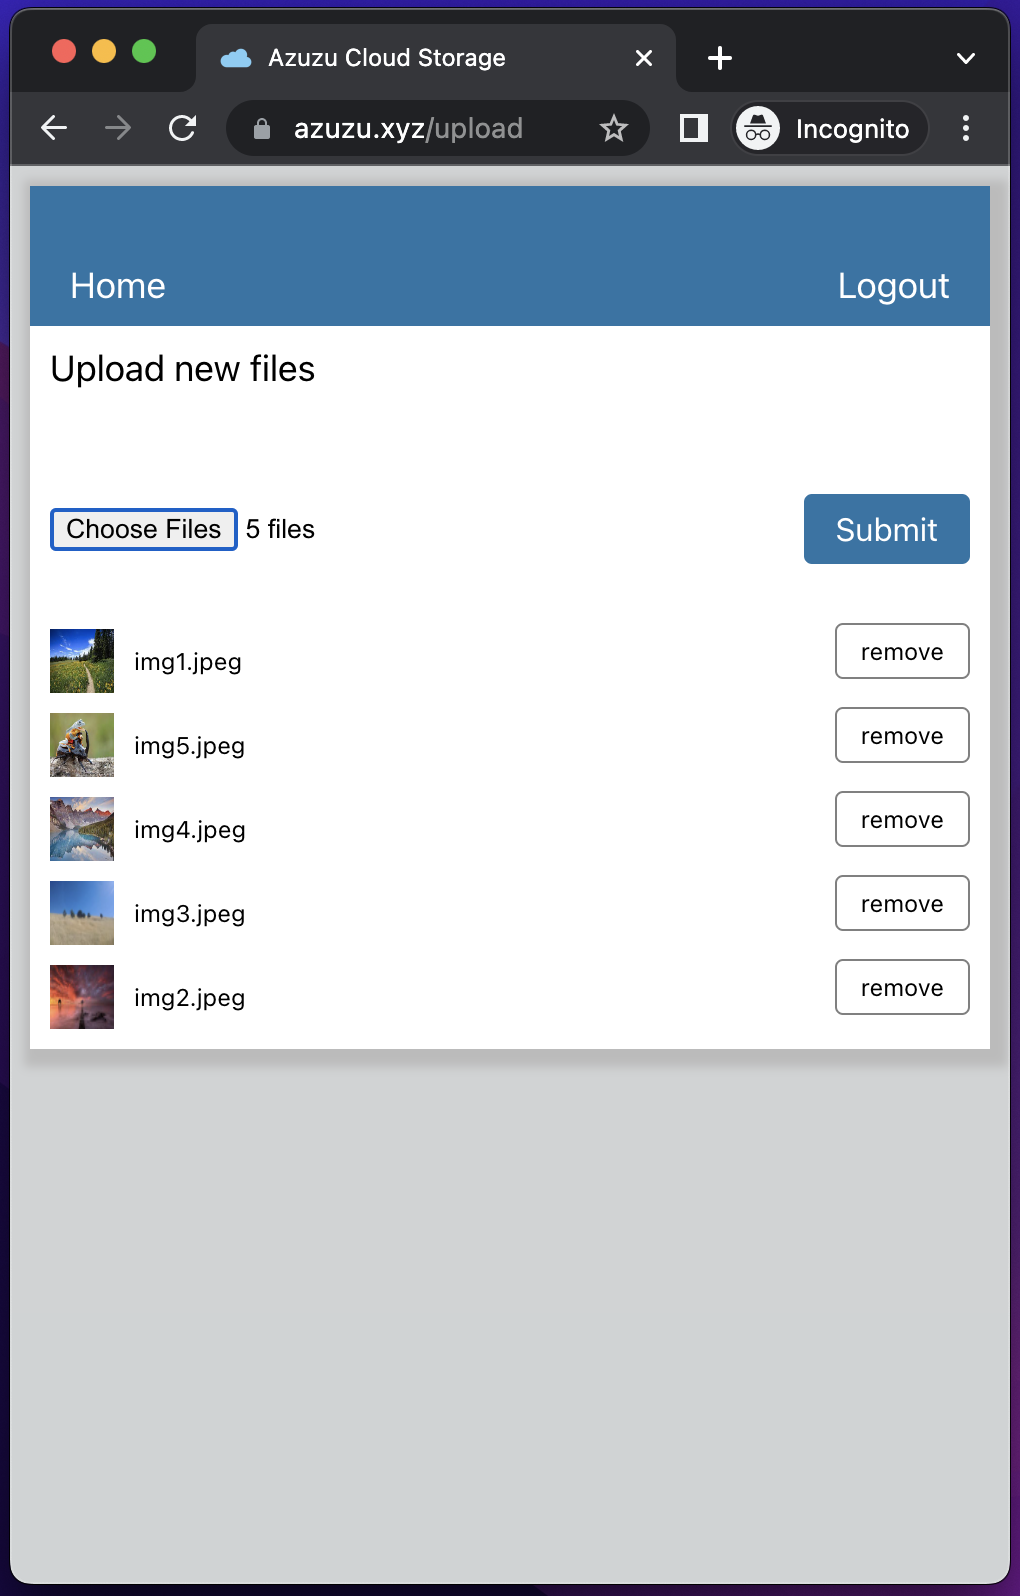 Azuzu Cloud Storage
azuzu.xyz/upload
Incognito
Home
Logout
Upload new files
Choose Files 5 files
Submit
img1.jpeg
remove
img5.jpeg
remove
img4.jpeg
remove
img3.jpeg
remove
img2.jpeg
remove